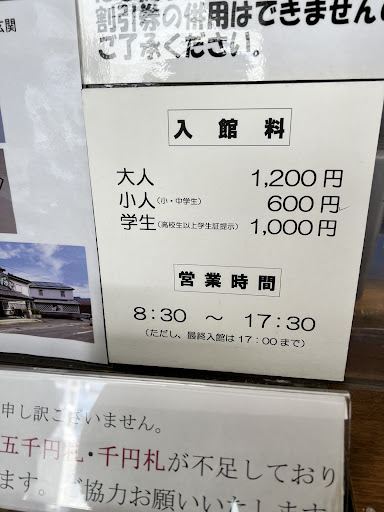 玄関
割引券の併用はできませんの
ご了承ください。
入館料
大人 1,200円
小人(小・中学生) 600円
学生(高校生以上学生証提示) 1,000円
営業時間
8:30 ～ 17:30
(ただし、最終入館は17:00まで)
申し訳ございません。
五千円札・千円札が不足しており
ます。ご協力お願いいたします